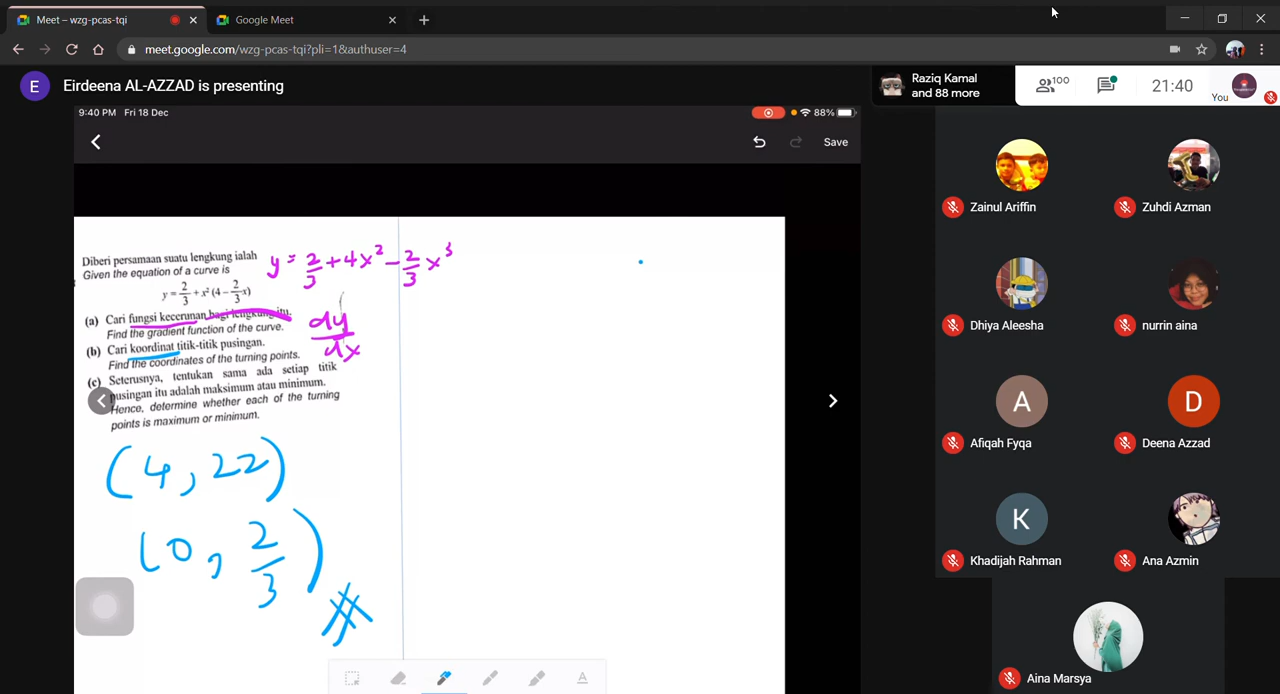 Meet – wzg-pcas-tqi
Google Meet
meet.google.com/wzg-pcas-tqi?pli=1&authuser=4
E
Eirdeena AL-AZZAD is presenting
Raziq Kamal
and 88 more
100
21:40
You
9:40 PM Fri 18 Dec
88%
Save
Diberi persamaan suatu lengkung ialah
Given the equation of a curve is
y = 2/3 + x² (4 – 2/3 x)
y = 2/3 + 4x² – 2/3 x³
(a) Cari fungsi kecerunan bagi lengkung itu.
Find the gradient function of the curve.
dy/dx
(b) Cari koordinat titik-titik pusingan.
Find the coordinates of the turning points.
(c) Seterusnya, tentukan sama ada setiap titik
pusingan itu adalah maksimum atau minimum.
Hence, determine whether each of the turning
points is maximum or minimum.
(4, 22)
(0, 2/3)
A
Zainul Ariffin
Zuhdi Azman
Dhiya Aleesha
nurrin aina
A
Afiqah Fyqa
D
Deena Azzad
K
Khadijah Rahman
Ana Azmin
Aina Marsya